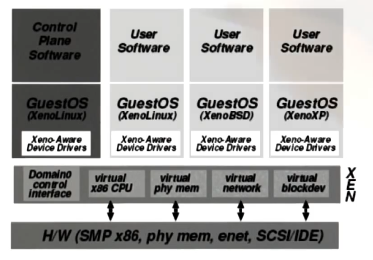 Control
Plane
Software
User
Software
User
Software
User
Software
GuestOS
(XenoLinux)
GuestOS
(XenoLinux)
GuestOS
(XenoBSD)
GuestOS
(XenoXP)
Xeno-Aware
Device Drivers
Xeno-Aware
Device Drivers
Xeno-Aware
Device Drivers
Xeno-Aware
Device Drivers
Domain0
control
interface
virtual
x86 CPU
virtual
phy mem
virtual
network
virtual
blockdev
XEN
H/W (SMP x86, phy mem, enet, SCSI/IDE)